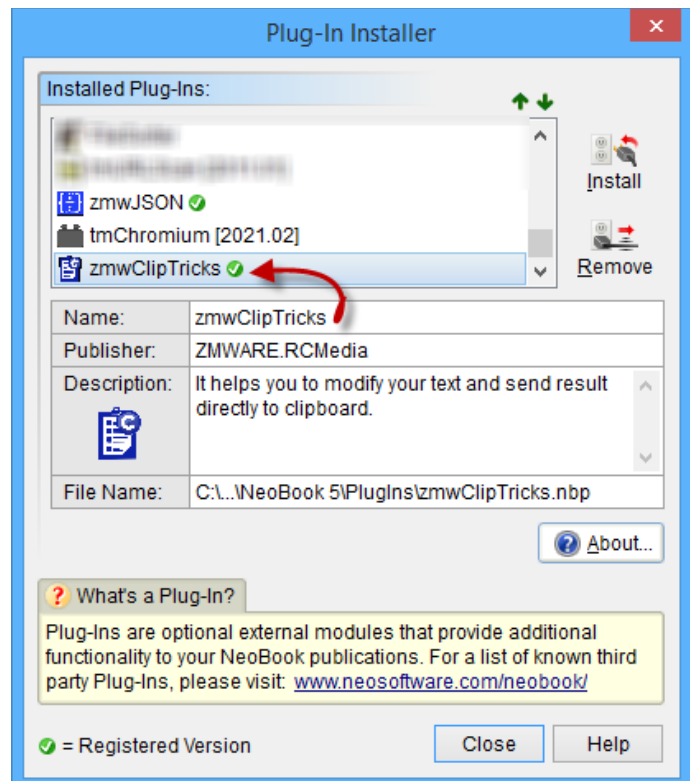 Plug-In Installer
Installed Plug-Ins:
zmwJSON
tmChromium [2021.02]
zmwClipTricks
Install
Remove
Name: zmwClipTricks
Publisher: ZMWARE.RCMedia
Description: It helps you to modify your text and send result
directly to clipboard.
File Name: C:\...\NeoBook 5\PlugIns\zmwClipTricks.nbp
About...
What's a Plug-In?
Plug-Ins are optional external modules that provide additional
functionality to your NeoBook publications. For a list of known third
party Plug-Ins, please visit: www.neosoftware.com/neobook/
= Registered Version
Close
Help